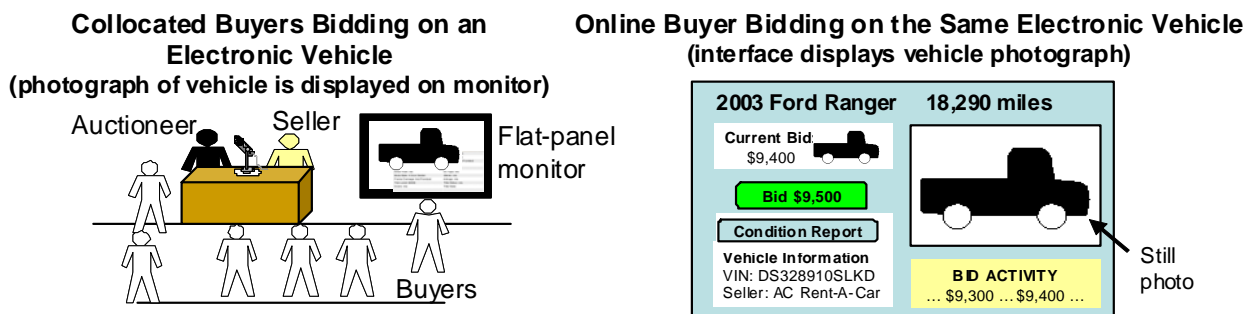 Collocated Buyers Bidding on an
Electronic Vehicle
(photograph of vehicle is displayed on monitor)
Auctioneer
Seller
Flat-panel
monitor
Buyers
Online Buyer Bidding on the Same Electronic Vehicle
(interface displays vehicle photograph)
2003 Ford Ranger 18,290 miles
Current Bid:
$9,400
Bid $9,500
Condition Report
Vehicle Information
VIN: DS328910SLKD
Seller: AC Rent-A-Car
BID ACTIVITY
... $9,300 ... $9,400 ...
Still
photo